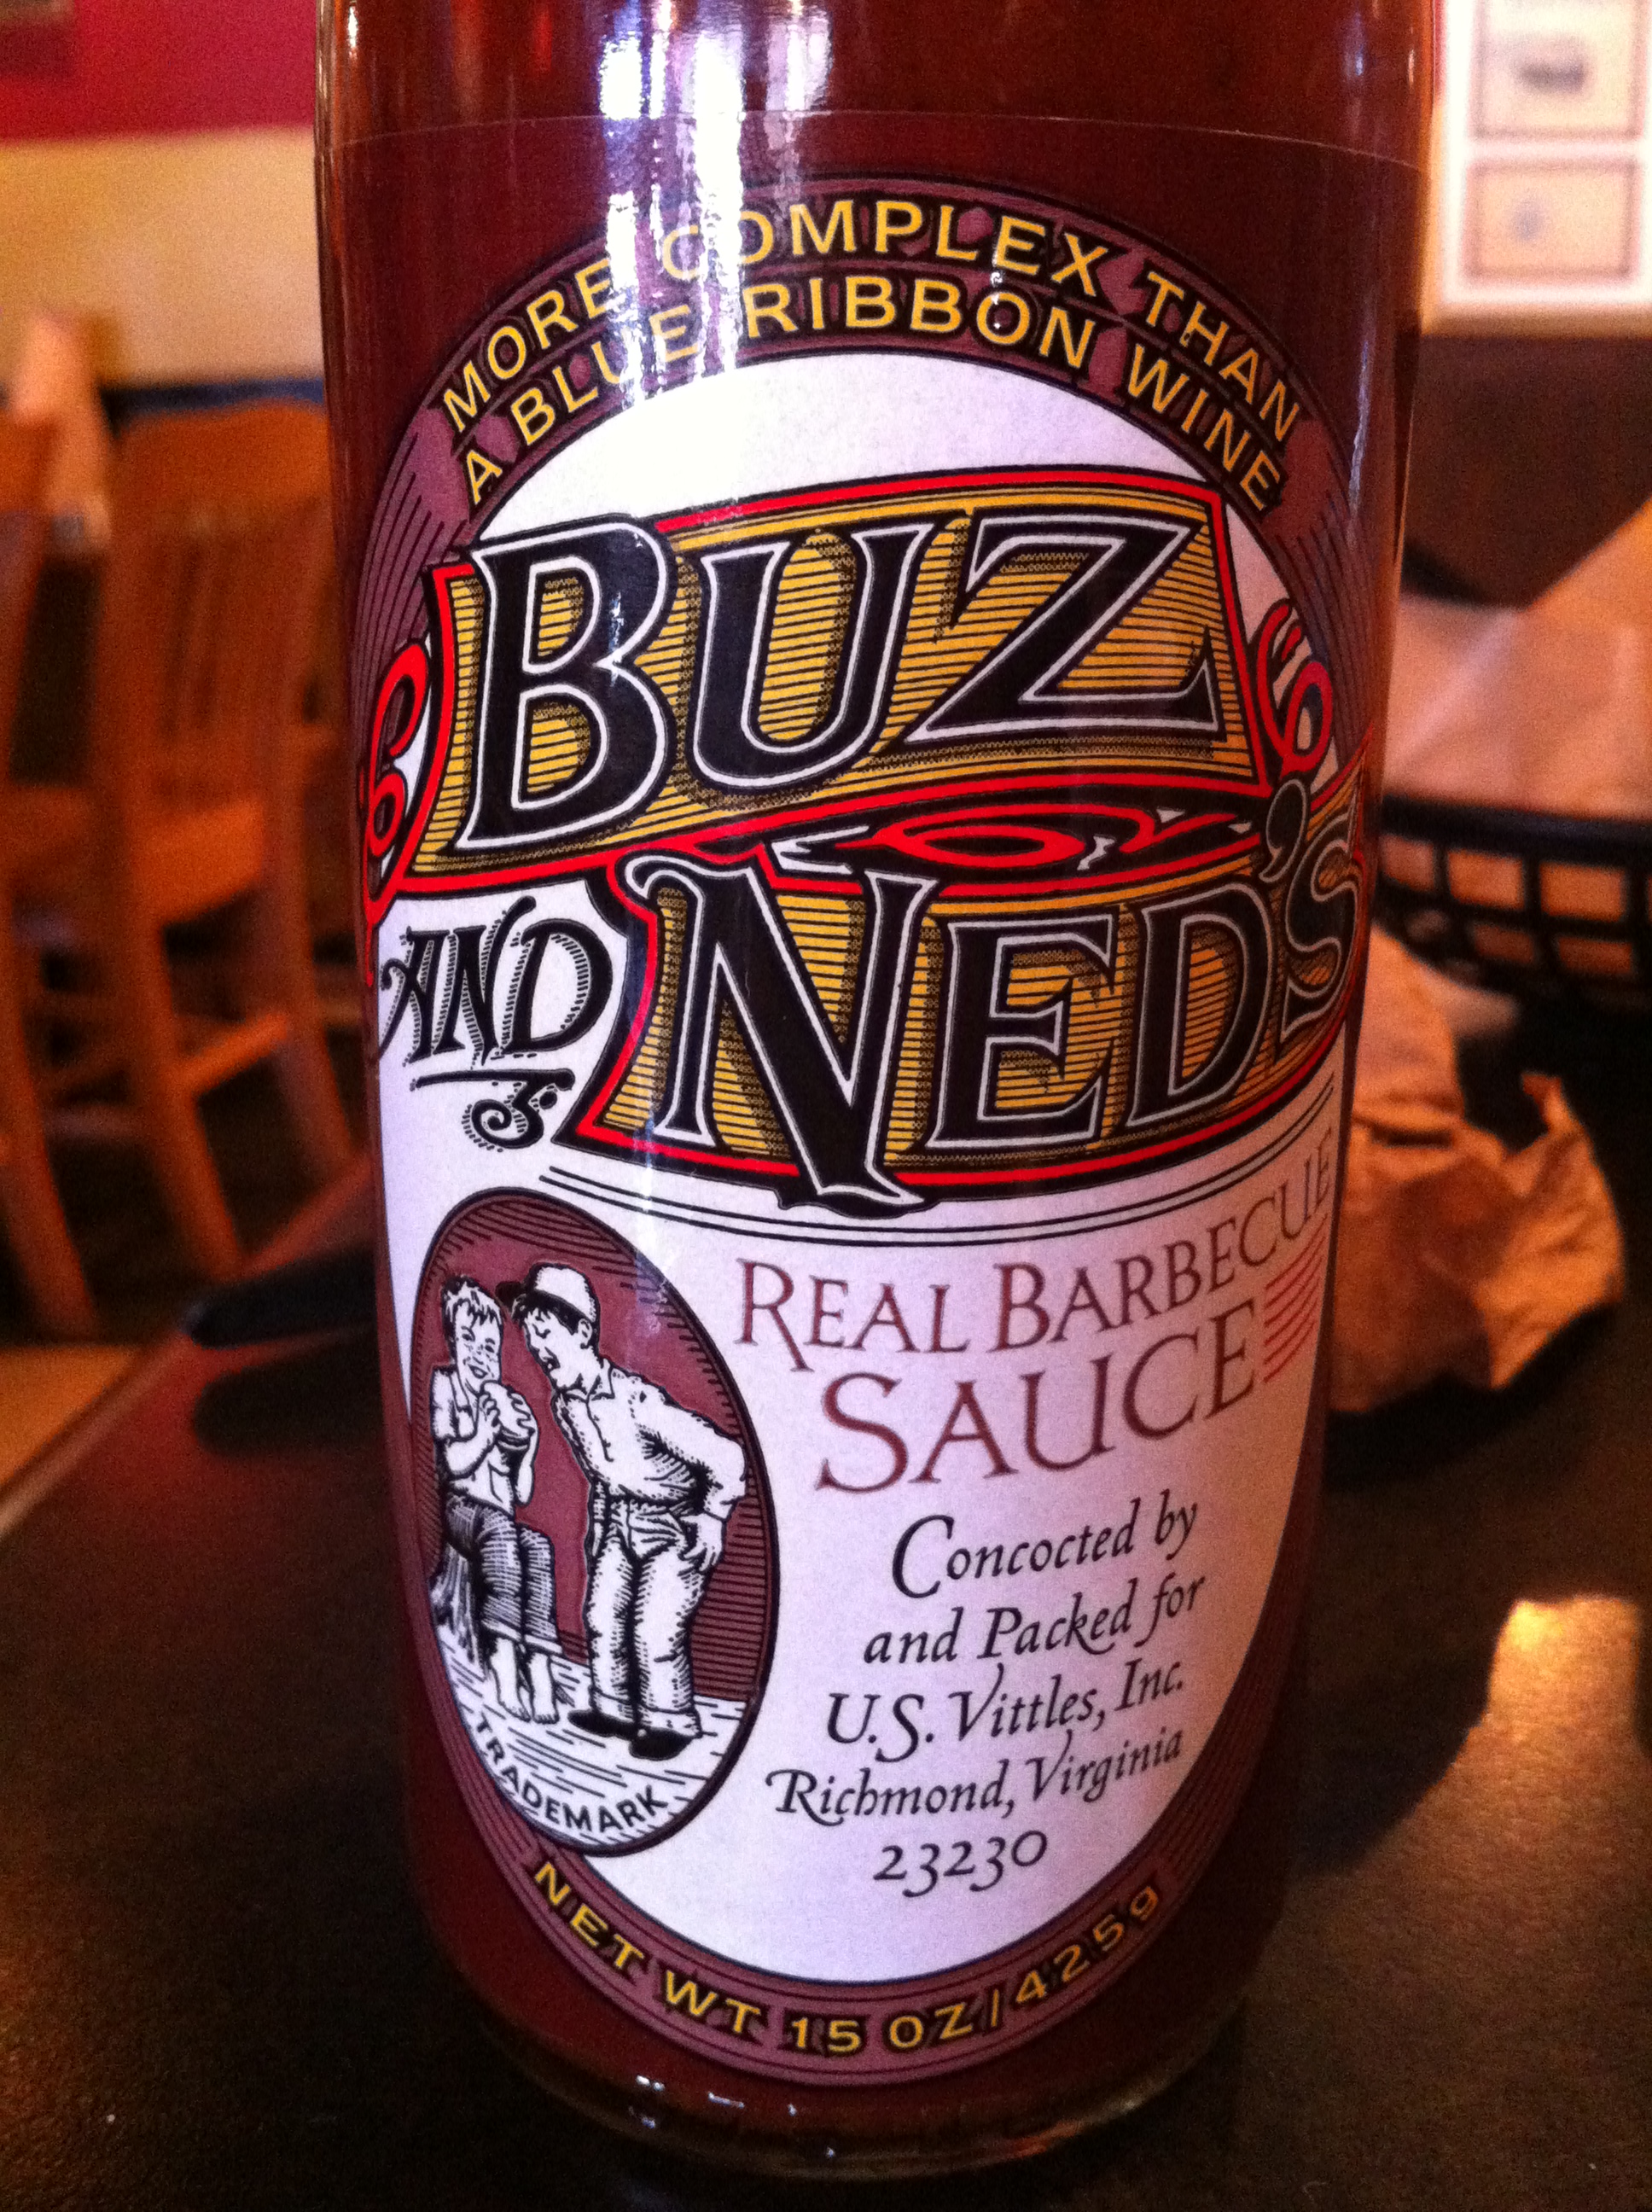 MORE COMPLEX THAN
A BLUE RIBBON WINE
BUZ
AND NED'S
REAL BARBECUE
SAUCE
Concocted by
and Packed for
U.S. Vittles, Inc.
Richmond, Virginia
23230
TRADEMARK
NET WT 15 OZ/425g